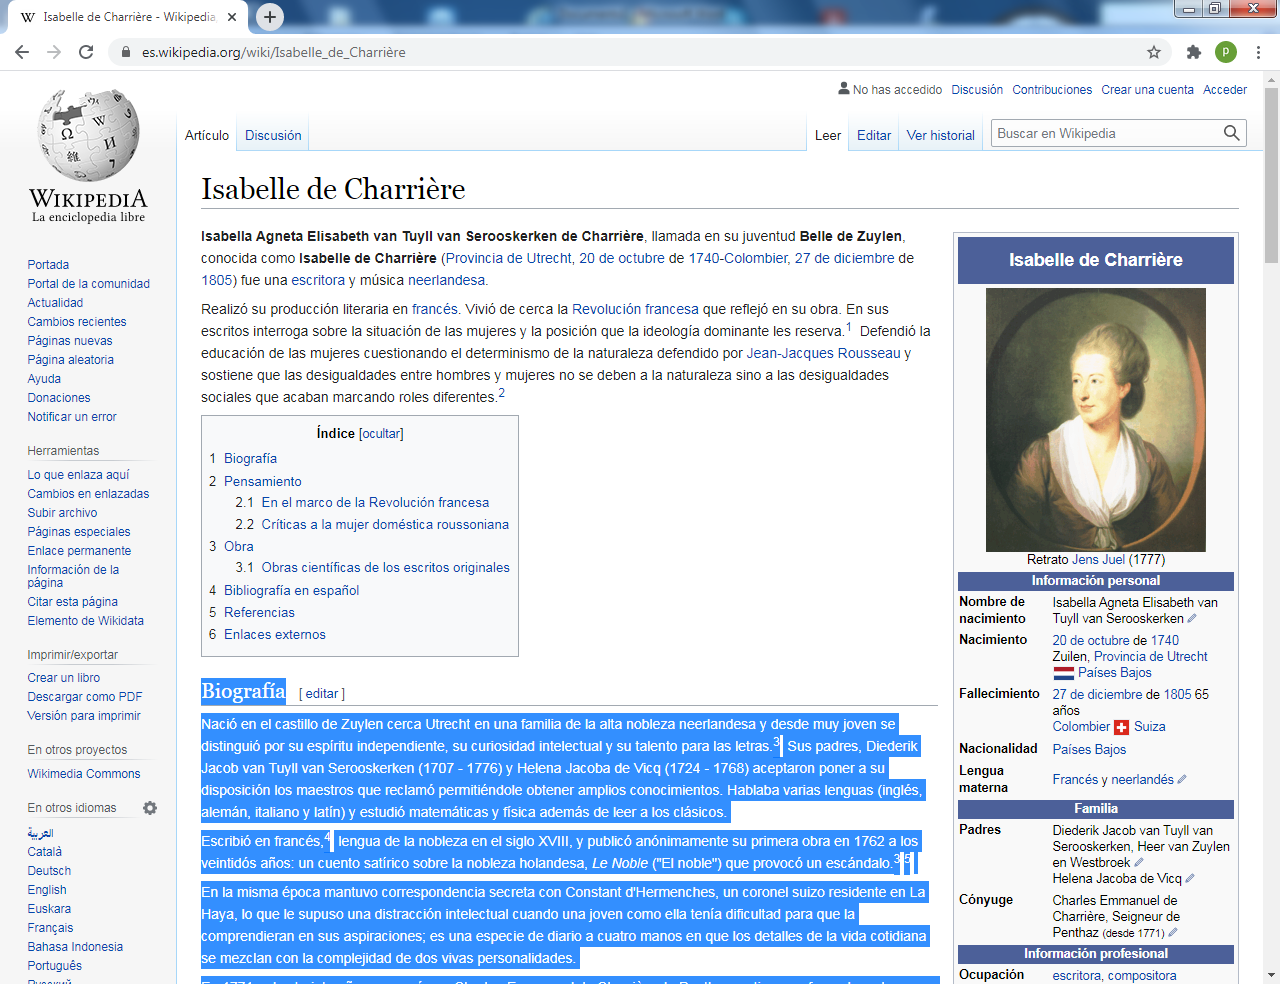 Isabelle de Charrière - Wikipedia,
es.wikipedia.org/wiki/Isabelle_de_Charrière
P
No has accedido Discusión Contribuciones Crear una cuenta Acceder
Artículo Discusión Leer Editar Ver historial Buscar en Wikipedia
WIKIPEDIA
La enciclopedia libre
Portada
Portal de la comunidad
Actualidad
Cambios recientes
Páginas nuevas
Página aleatoria
Ayuda
Donaciones
Notificar un error
Herramientas
Lo que enlaza aquí
Cambios en enlazadas
Subir archivo
Páginas especiales
Enlace permanente
Información de la
página
Citar esta página
Elemento de Wikidata
Imprimir/exportar
Crear un libro
Descargar como PDF
Versión para imprimir
En otros proyectos
Wikimedia Commons
En otros idiomas
العربية
Català
Deutsch
English
Euskara
Français
Bahasa Indonesia
Português
Русский
Isabelle de Charrière
Isabella Agneta Elisabeth van Tuyll van Serooskerken de Charrière, llamada en su juventud Belle de Zuylen,
conocida como Isabelle de Charrière (Provincia de Utrecht, 20 de octubre de 1740-Colombier, 27 de diciembre de
1805) fue una escritora y música neerlandesa.
Realizó su producción literaria en francés. Vivió de cerca la Revolución francesa que reflejó en su obra. En sus
escritos interroga sobre la situación de las mujeres y la posición que la ideología dominante les reserva.1 Defendió la
educación de las mujeres cuestionando el determinismo de la naturaleza defendido por Jean-Jacques Rousseau y
sostiene que las desigualdades entre hombres y mujeres no se deben a la naturaleza sino a las desigualdades
sociales que acaban marcando roles diferentes.2
Índice [ocultar]
1 Biografía
2 Pensamiento
2.1 En el marco de la Revolución francesa
2.2 Críticas a la mujer doméstica roussoniana
3 Obra
3.1 Obras científicas de los escritos originales
4 Bibliografía en español
5 Referencias
6 Enlaces externos
Biografía [ editar ]
Nació en el castillo de Zuylen cerca Utrecht en una familia de la alta nobleza neerlandesa y desde muy joven se
distinguió por su espíritu independiente, su curiosidad intelectual y su talento para las letras.3 Sus padres, Diederik
Jacob van Tuyll van Serooskerken (1707 - 1776) y Helena Jacoba de Vicq (1724 - 1768) aceptaron poner a su
disposición los maestros que reclamó permitiéndole obtener amplios conocimientos. Hablaba varias lenguas (inglés,
alemán, italiano y latín) y estudió matemáticas y física además de leer a los clásicos.
Escribió en francés,4 lengua de la nobleza en el siglo XVIII, y publicó anónimamente su primera obra en 1762 a los
veintidós años: un cuento satírico sobre la nobleza holandesa, Le Noble ("El noble") que provocó un escándalo.3 5
En la misma época mantuvo correspondencia secreta con Constant d'Hermenches, un coronel suizo residente en La
Haya, lo que le supuso una distracción intelectual cuando una joven como ella tenía dificultad para que la
comprendieran en sus aspiraciones; es una especie de diario a cuatro manos en que los detalles de la vida cotidiana
se mezclan con la complejidad de dos vivas personalidades.
Isabelle de Charrière
Retrato Jens Juel (1777)
Información personal
Nombre de nacimiento Isabella Agneta Elisabeth van
Tuyll van Serooskerken
Nacimiento 20 de octubre de 1740
Zuilen, Provincia de Utrecht
Países Bajos
Fallecimiento 27 de diciembre de 1805 65
años
Colombier Suiza
Nacionalidad Países Bajos
Lengua materna Francés y neerlandés
Familia
Padres Diederik Jacob van Tuyll van
Serooskerken, Heer van Zuylen
en Westbroek
Helena Jacoba de Vicq
Cónyuge Charles Emmanuel de
Charrière, Seigneur de
Penthaz (desde 1771)
Información profesional
Ocupación escritora, compositora